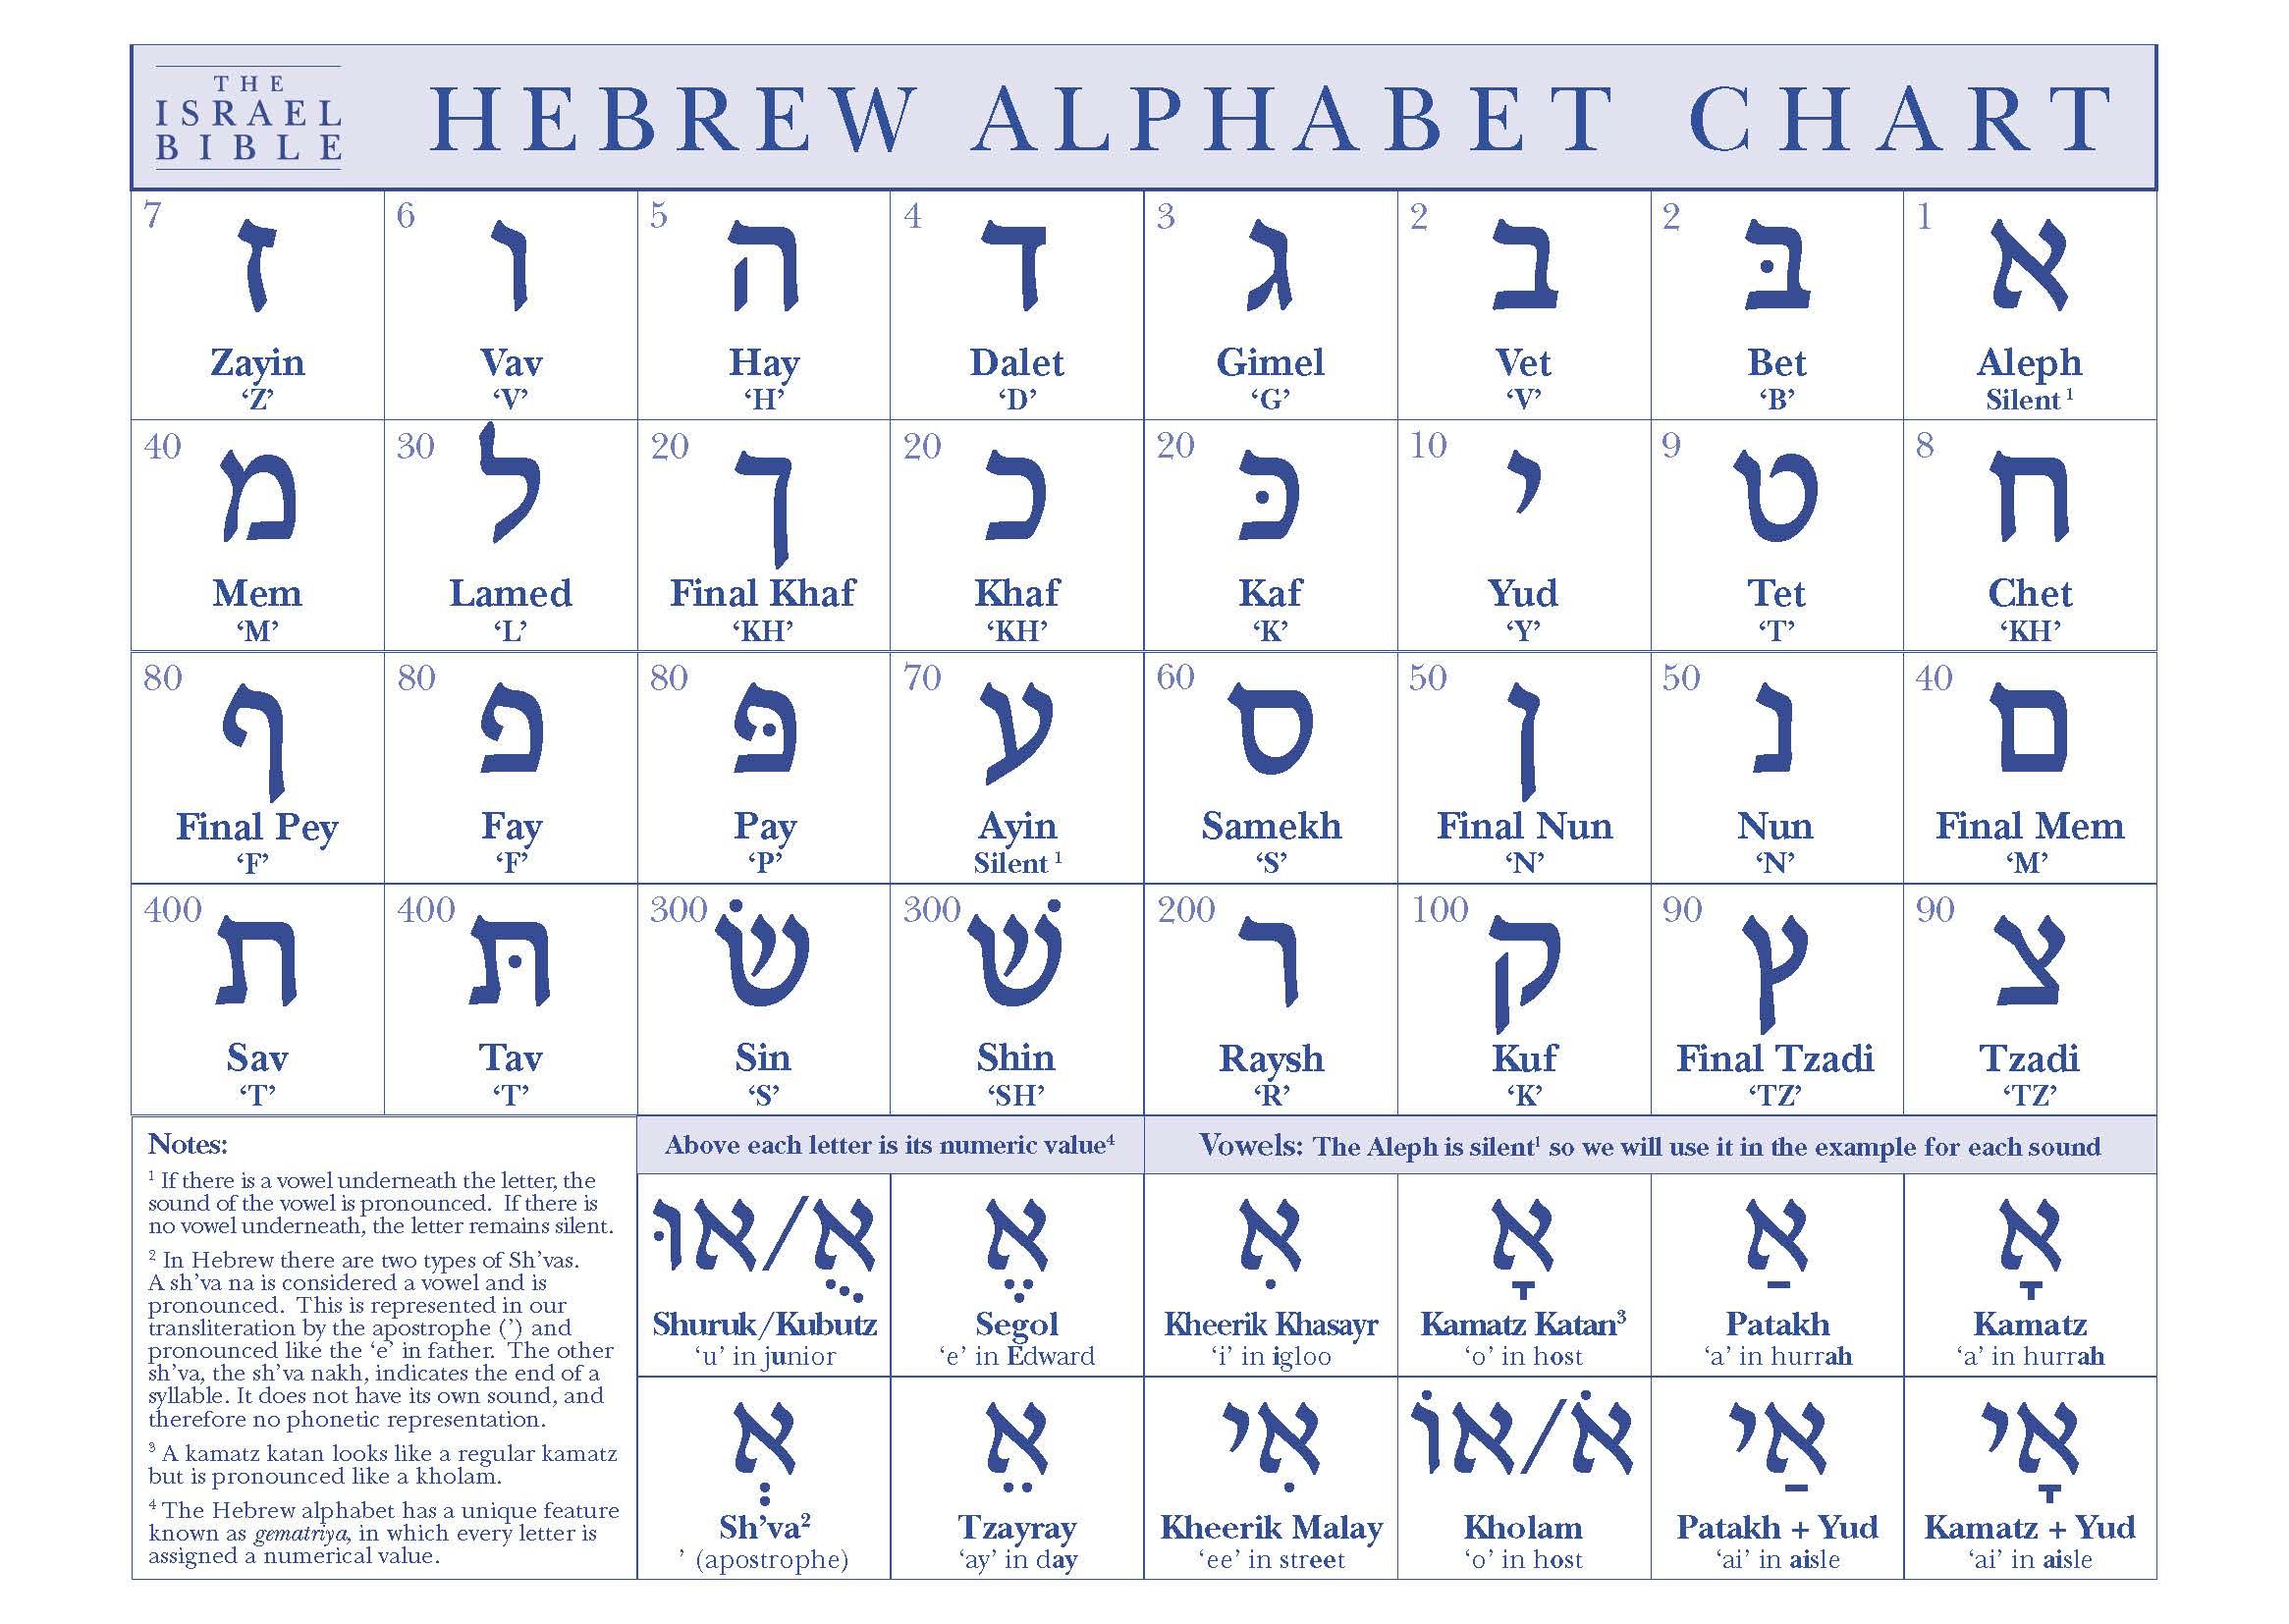 THE
ISRAEL
BIBLE
HEBREW ALPHABET CHART
1
א
Aleph
Silent ¹
2
בּ
Bet
‘B’
2
ב
Vet
‘V’
3
ג
Gimel
‘G’
4
ד
Dalet
‘D’
5
ה
Hay
‘H’
6
ו
Vav
‘V’
7
ז
Zayin
‘Z’
8
ח
Chet
‘KH’
9
ט
Tet
‘T’
10
י
Yud
‘Y’
20
כּ
Kaf
‘K’
20
כ
Khaf
‘KH’
20
ך
Final Khaf
‘KH’
30
ל
Lamed
‘L’
40
מ
Mem
‘M’
40
ם
Final Mem
‘M’
50
נ
Nun
‘N’
50
ן
Final Nun
‘N’
60
ס
Samekh
‘S’
70
ע
Ayin
Silent ¹
80
פּ
Pay
‘P’
80
פ
Fay
‘F’
80
ף
Final Pey
‘F’
90
צ
Tzadi
‘TZ’
90
ץ
Final Tzadi
‘TZ’
100
ק
Kuf
‘K’
200
ר
Raysh
‘R’
300
שׁ
Shin
‘SH’
300
שׂ
Sin
‘S’
400
תּ
Tav
‘T’
400
ת
Sav
‘T’
Vowels: The Aleph is silent¹ so we will use it in the example for each sound
Above each letter is its numeric value⁴
אָ
Kamatz
‘a’ in hurrah
אַ
Patakh
‘a’ in hurrah
אָ
Kamatz Katan³
‘o’ in host
אִ
Kheerik Khasayr
‘i’ in igloo
אֶ
Segol
‘e’ in Edward
אֻ/אוּ
Shuruk/Kubutz
‘u’ in junior
אָי
Kamatz + Yud
‘ai’ in aisle
אַי
Patakh + Yud
‘ai’ in aisle
אֹ/אוֹ
Kholam
‘o’ in host
אִי
Kheerik Malay
‘ee’ in street
אֵ
Tzayray
‘ay’ in day
אְ
Sh’va²
’ (apostrophe)
Notes:
¹ If there is a vowel underneath the letter, the
sound of the vowel is pronounced. If there is
no vowel underneath, the letter remains silent.
² In Hebrew there are two types of Sh’vas.
A sh’va na is considered a vowel and is
pronounced. This is represented in our
transliteration by the apostrophe (’) and
pronounced like the ‘e’ in father. The other
sh’va, the sh’va nakh, indicates the end of a
syllable. It does not have its own sound, and
therefore no phonetic representation.
³ A kamatz katan looks like a regular kamatz
but is pronounced like a kholam.
⁴ The Hebrew alphabet has a unique feature
known as gematriya, in which every letter is
assigned a numerical value.